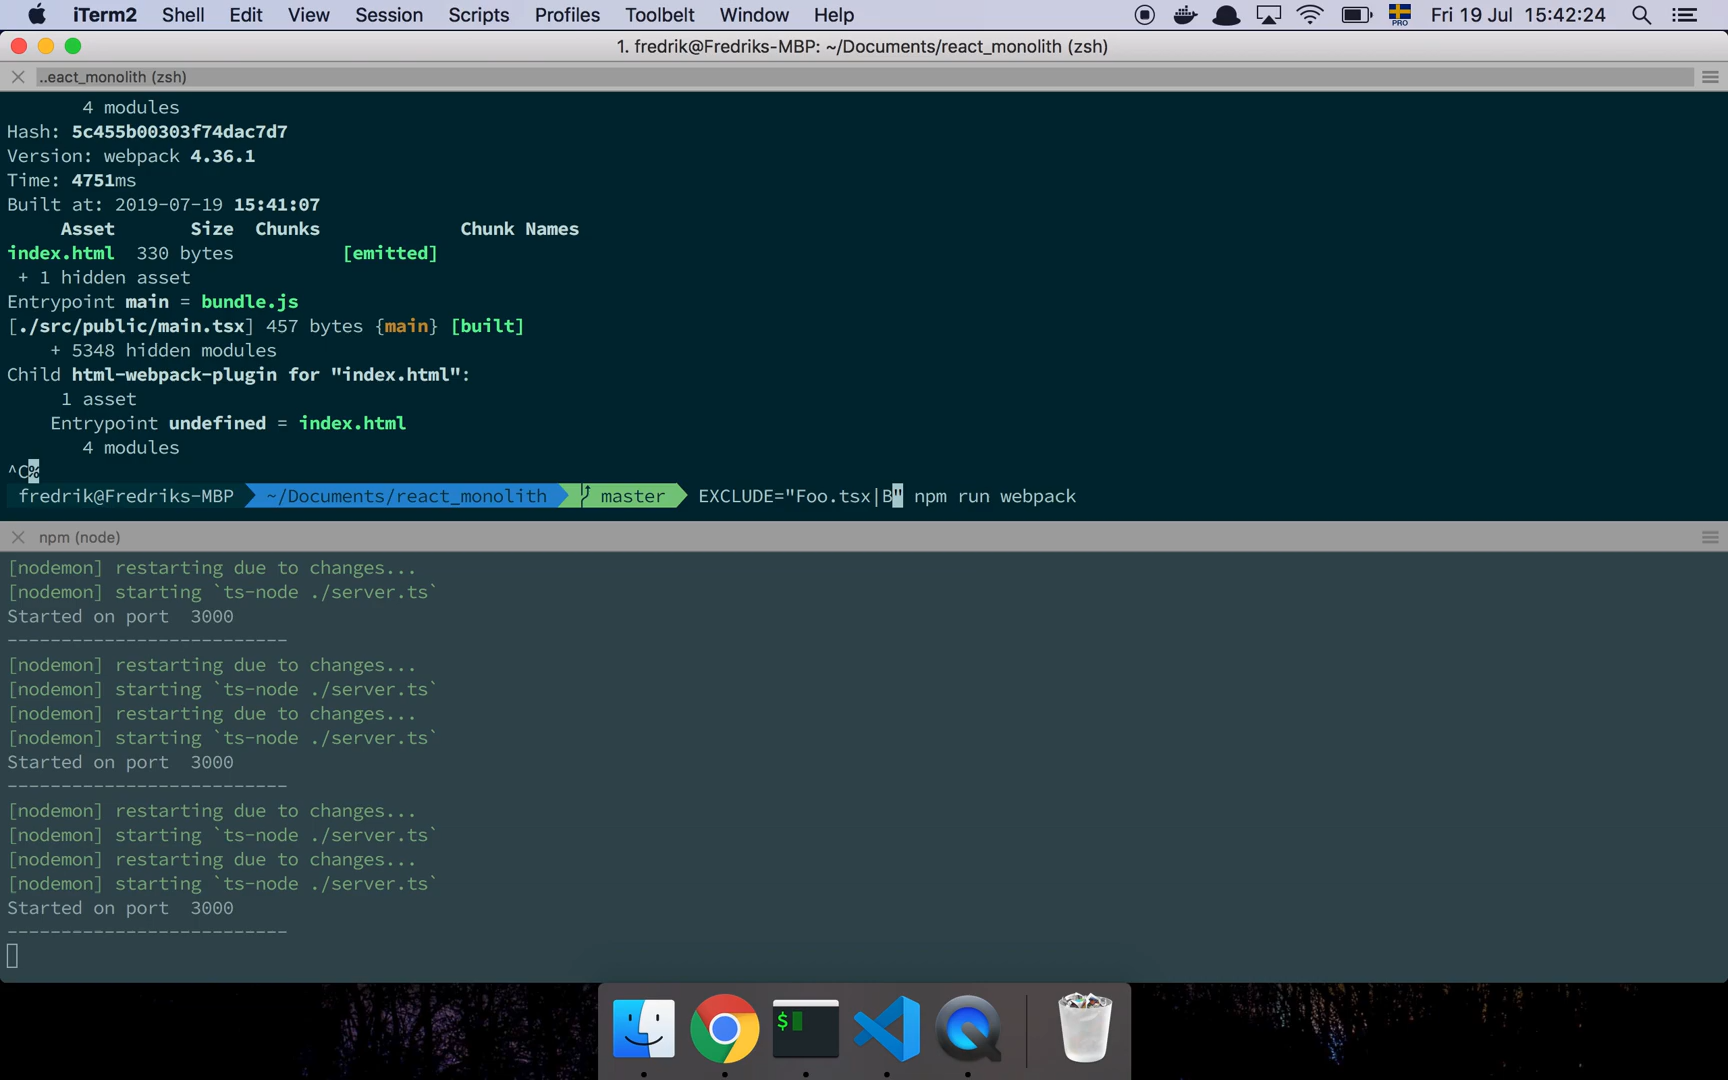 iTerm2 Shell Edit View Session Scripts Profiles Toolbelt Window Help PRO Fri 19 Jul 15:42:24
1. fredrik@Fredriks-MBP: ~/Documents/react_monolith (zsh)
..eact_monolith (zsh)
4 modules
Hash: 5c455b00303f74dac7d7
Version: webpack 4.36.1
Time: 4751ms
Built at: 2019-07-19 15:41:07
Asset Size Chunks Chunk Names
index.html 330 bytes [emitted]
+ 1 hidden asset
Entrypoint main = bundle.js
[./src/public/main.tsx] 457 bytes {main} [built]
+ 5348 hidden modules
Child html-webpack-plugin for "index.html":
1 asset
Entrypoint undefined = index.html
4 modules
^C%
fredrik@Fredriks-MBP ~/Documents/react_monolith master EXCLUDE="Foo.tsx|B" npm run webpack
npm (node)
[nodemon] restarting due to changes...
[nodemon] starting `ts-node ./server.ts`
Started on port 3000
--------------------------
[nodemon] restarting due to changes...
[nodemon] starting `ts-node ./server.ts`
[nodemon] restarting due to changes...
[nodemon] starting `ts-node ./server.ts`
Started on port 3000
--------------------------
[nodemon] restarting due to changes...
[nodemon] starting `ts-node ./server.ts`
[nodemon] restarting due to changes...
[nodemon] starting `ts-node ./server.ts`
Started on port 3000
--------------------------
$